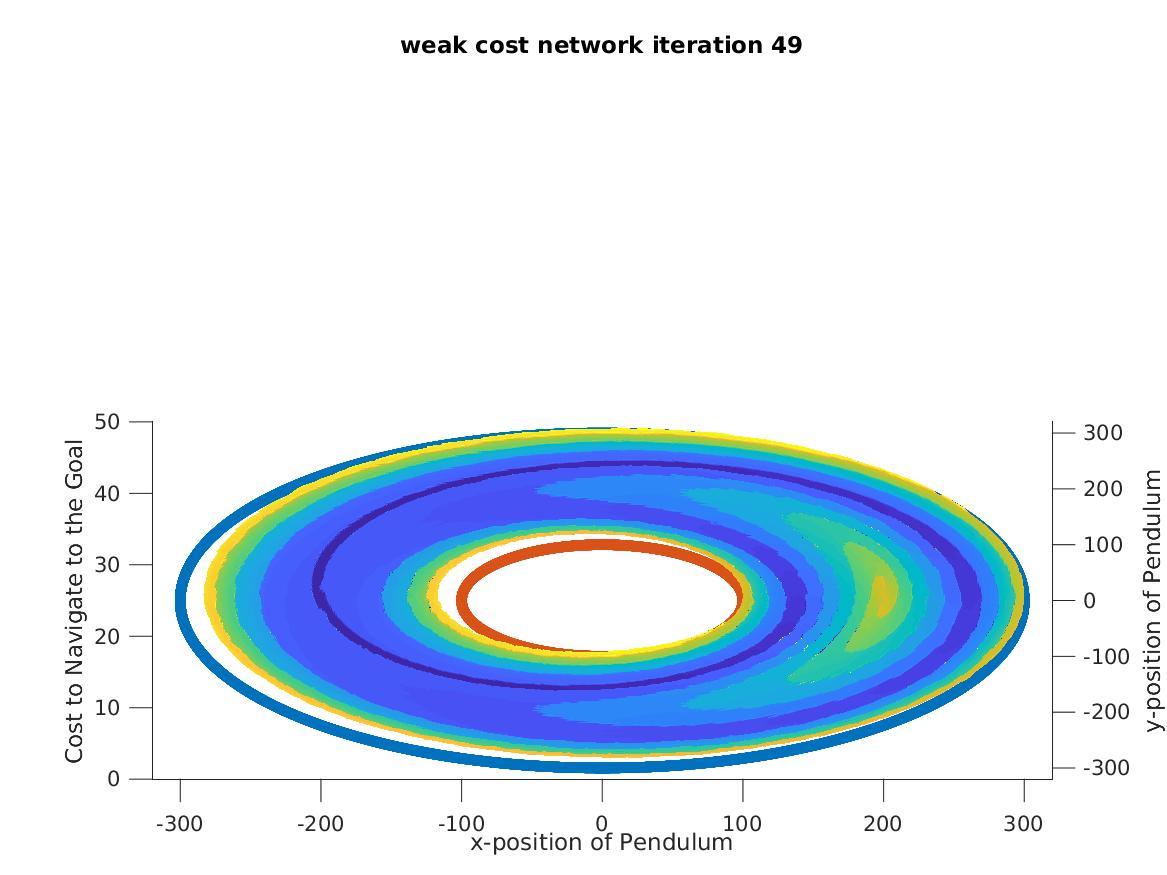 weak cost network iteration 49
Cost to Navigate to the Goal
50
40
30
20
10
0
300
200
100
0
-100
-200
-300
y-position of Pendulum
-300 -200 -100 0 100 200 300
x-position of Pendulum